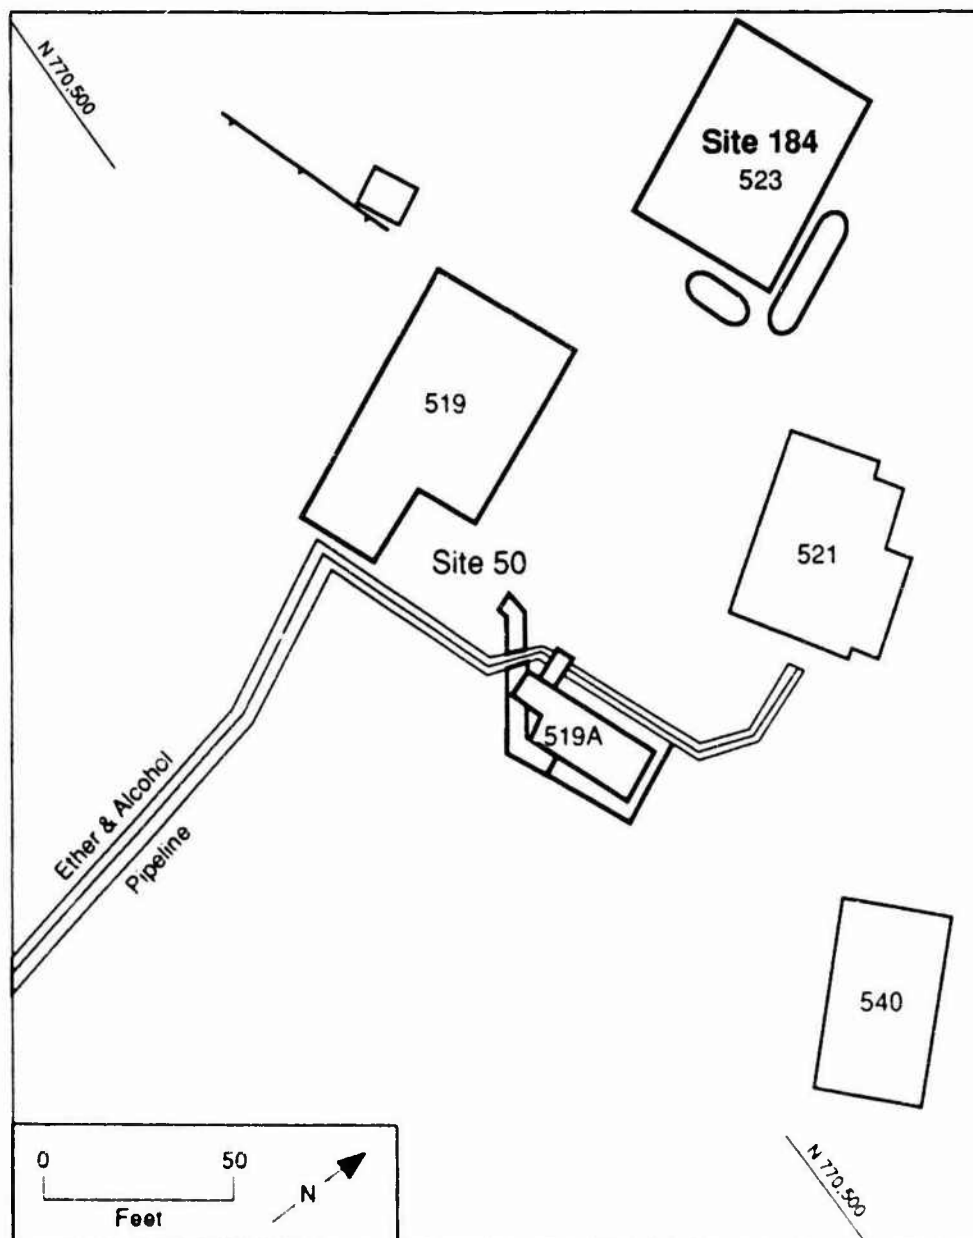 N 770,500
Site 184
523
519
Site 50
521
519A
Ether & Alcohol
Pipeline
540
0 50
Feet
N
N 770,500